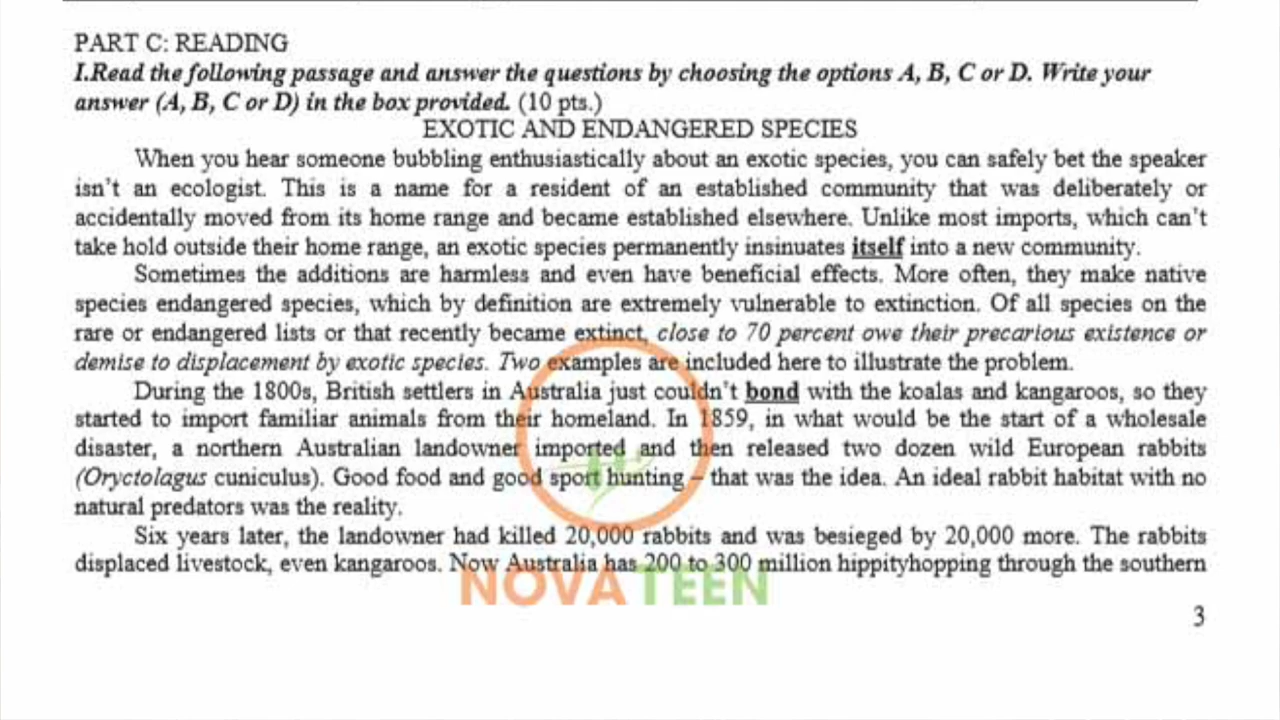 PART C: READING
I.Read the following passage and answer the questions by choosing the options A, B, C or D. Write your
answer (A, B, C or D) in the box provided. (10 pts.)
EXOTIC AND ENDANGERED SPECIES
When you hear someone bubbling enthusiastically about an exotic species, you can safely bet the speaker
isn't an ecologist. This is a name for a resident of an established community that was deliberately or
accidentally moved from its home range and became established elsewhere. Unlike most imports, which can't
take hold outside their home range, an exotic species permanently insinuates itself into a new community.
Sometimes the additions are harmless and even have beneficial effects. More often, they make native
species endangered species, which by definition are extremely vulnerable to extinction. Of all species on the
rare or endangered lists or that recently became extinct, close to 70 percent owe their precarious existence or
demise to displacement by exotic species. Two examples are included here to illustrate the problem.
During the 1800s, British settlers in Australia just couldn't bond with the koalas and kangaroos, so they
started to import familiar animals from their homeland. In 1859, in what would be the start of a wholesale
disaster, a northern Australian landowner imported and then released two dozen wild European rabbits
(Oryctolagus cuniculus). Good food and good sport hunting – that was the idea. An ideal rabbit habitat with no
natural predators was the reality.
Six years later, the landowner had killed 20,000 rabbits and was besieged by 20,000 more. The rabbits
displaced livestock, even kangaroos. Now Australia has 200 to 300 million hippityhopping through the southern
NOVATEEN
3